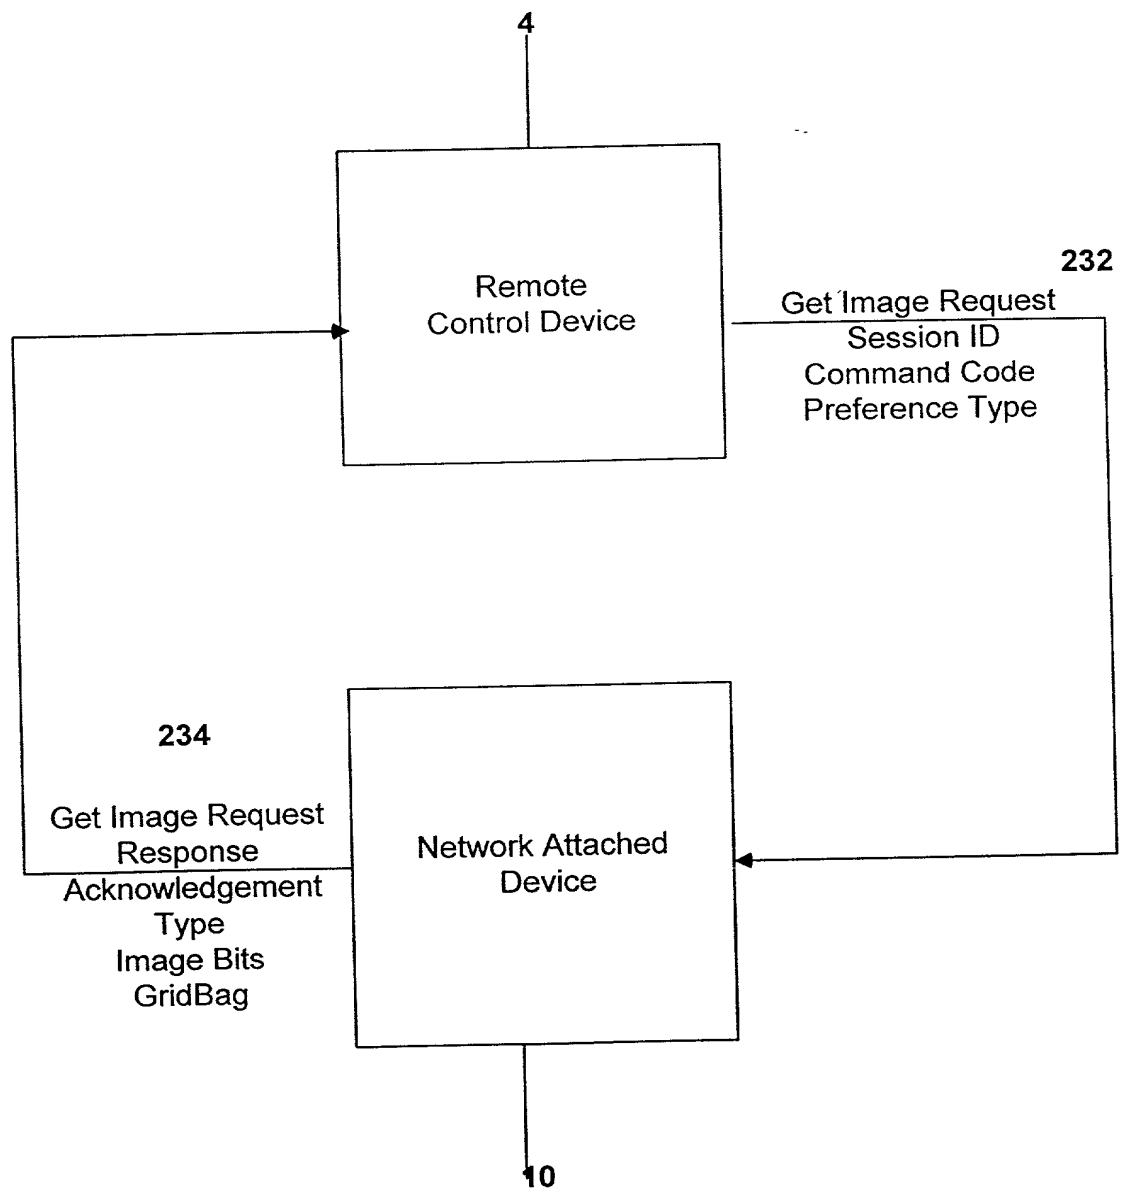 4
Remote
Control Device
232
Get Image Request
Session ID
Command Code
Preference Type
234
Get Image Request
Response
Acknowledgement
Type
Image Bits
GridBag
Network Attached
Device
10